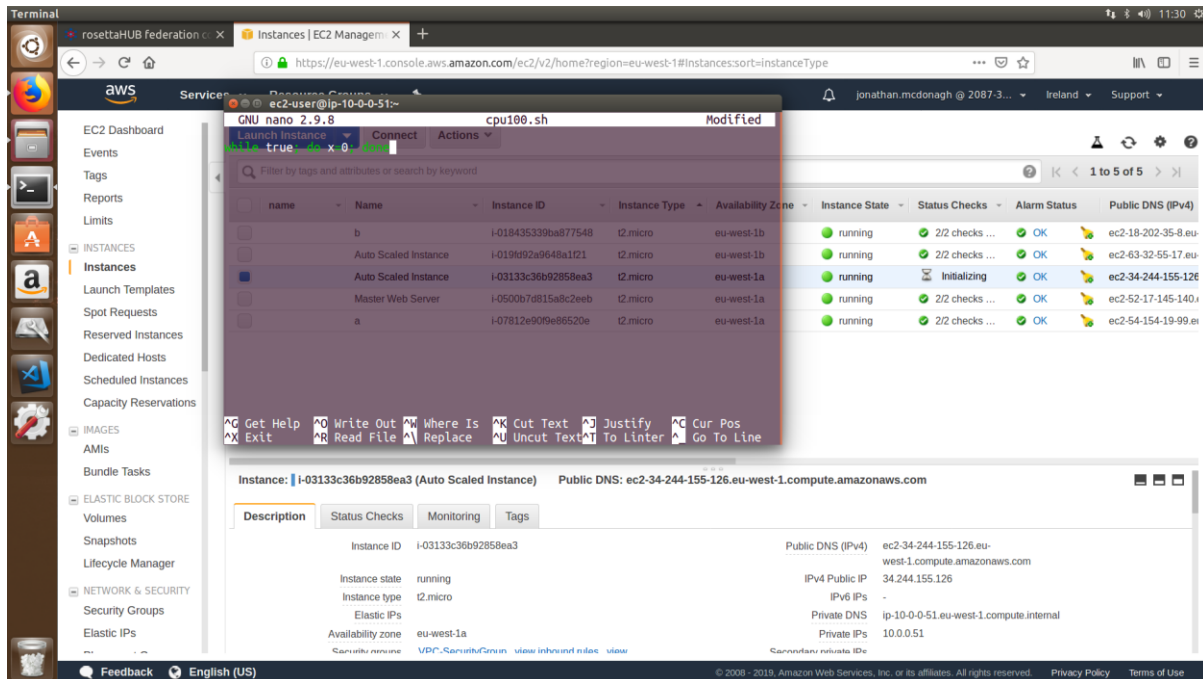 Terminal 11:30
rosettaHUB federation c Instances | EC2 Managem
https://eu-west-1.console.aws.amazon.com/ec2/v2/home?region=eu-west-1#Instances:sort=instanceType
aws Services Resource Groups jonathan.mcdonagh @ 2087-3... Ireland Support
ec2-user@ip-10-0-0-51:~
GNU nano 2.9.8 cpu100.sh Modified
while true; do x=0; done
Launch Instance Connect Actions
Filter by tags and attributes or search by keyword 1 to 5 of 5
name Name Instance ID Instance Type Availability Zone Instance State Status Checks Alarm Status Public DNS (IPv4)
b i-018435339ba877548 t2.micro eu-west-1b running 2/2 checks ... OK ec2-18-202-35-8.eu-
Auto Scaled Instance i-019fd92a9648a1f21 t2.micro eu-west-1b running 2/2 checks ... OK ec2-63-32-55-17.eu-
Auto Scaled Instance i-03133c36b92858ea3 t2.micro eu-west-1a running Initializing OK ec2-34-244-155-126
Master Web Server i-0500b7d815a8c2eeb t2.micro eu-west-1a running 2/2 checks ... OK ec2-52-17-145-140.
a i-07812e90f9e86520e t2.micro eu-west-1a running 2/2 checks ... OK ec2-54-154-19-99.e
^G Get Help ^O Write Out ^W Where Is ^K Cut Text ^J Justify ^C Cur Pos
^X Exit ^R Read File ^\ Replace ^U Uncut Text ^T To Linter ^_ Go To Line
EC2 Dashboard
Events
Tags
Reports
Limits
INSTANCES
Instances
Launch Templates
Spot Requests
Reserved Instances
Dedicated Hosts
Scheduled Instances
Capacity Reservations
IMAGES
AMIs
Bundle Tasks
ELASTIC BLOCK STORE
Volumes
Snapshots
Lifecycle Manager
NETWORK & SECURITY
Security Groups
Elastic IPs
Instance: i-03133c36b92858ea3 (Auto Scaled Instance) Public DNS: ec2-34-244-155-126.eu-west-1.compute.amazonaws.com
Description Status Checks Monitoring Tags
Instance ID i-03133c36b92858ea3
Instance state running
Instance type t2.micro
Elastic IPs
Availability zone eu-west-1a
Security groups VPC-SecurityGroup. view inbound rules. view
Public DNS (IPv4) ec2-34-244-155-126.eu-
west-1.compute.amazonaws.com
IPv4 Public IP 34.244.155.126
IPv6 IPs -
Private DNS ip-10-0-0-51.eu-west-1.compute.internal
Private IPs 10.0.0.51
Secondary private IPs
Feedback English (US) © 2008 - 2019, Amazon Web Services, Inc. or its affiliates. All rights reserved. Privacy Policy Terms of Use